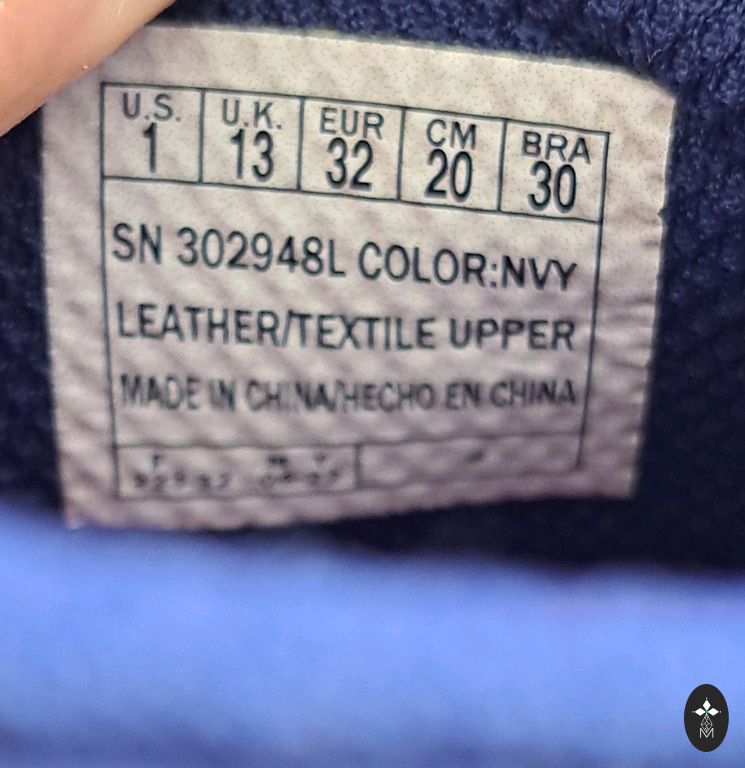 U.S. U.K. EUR CM BRA
1 13 32 20 30
SN 302948L COLOR:NVY
LEATHER/TEXTILE UPPER
MADE IN CHINA/HECHO EN CHINA